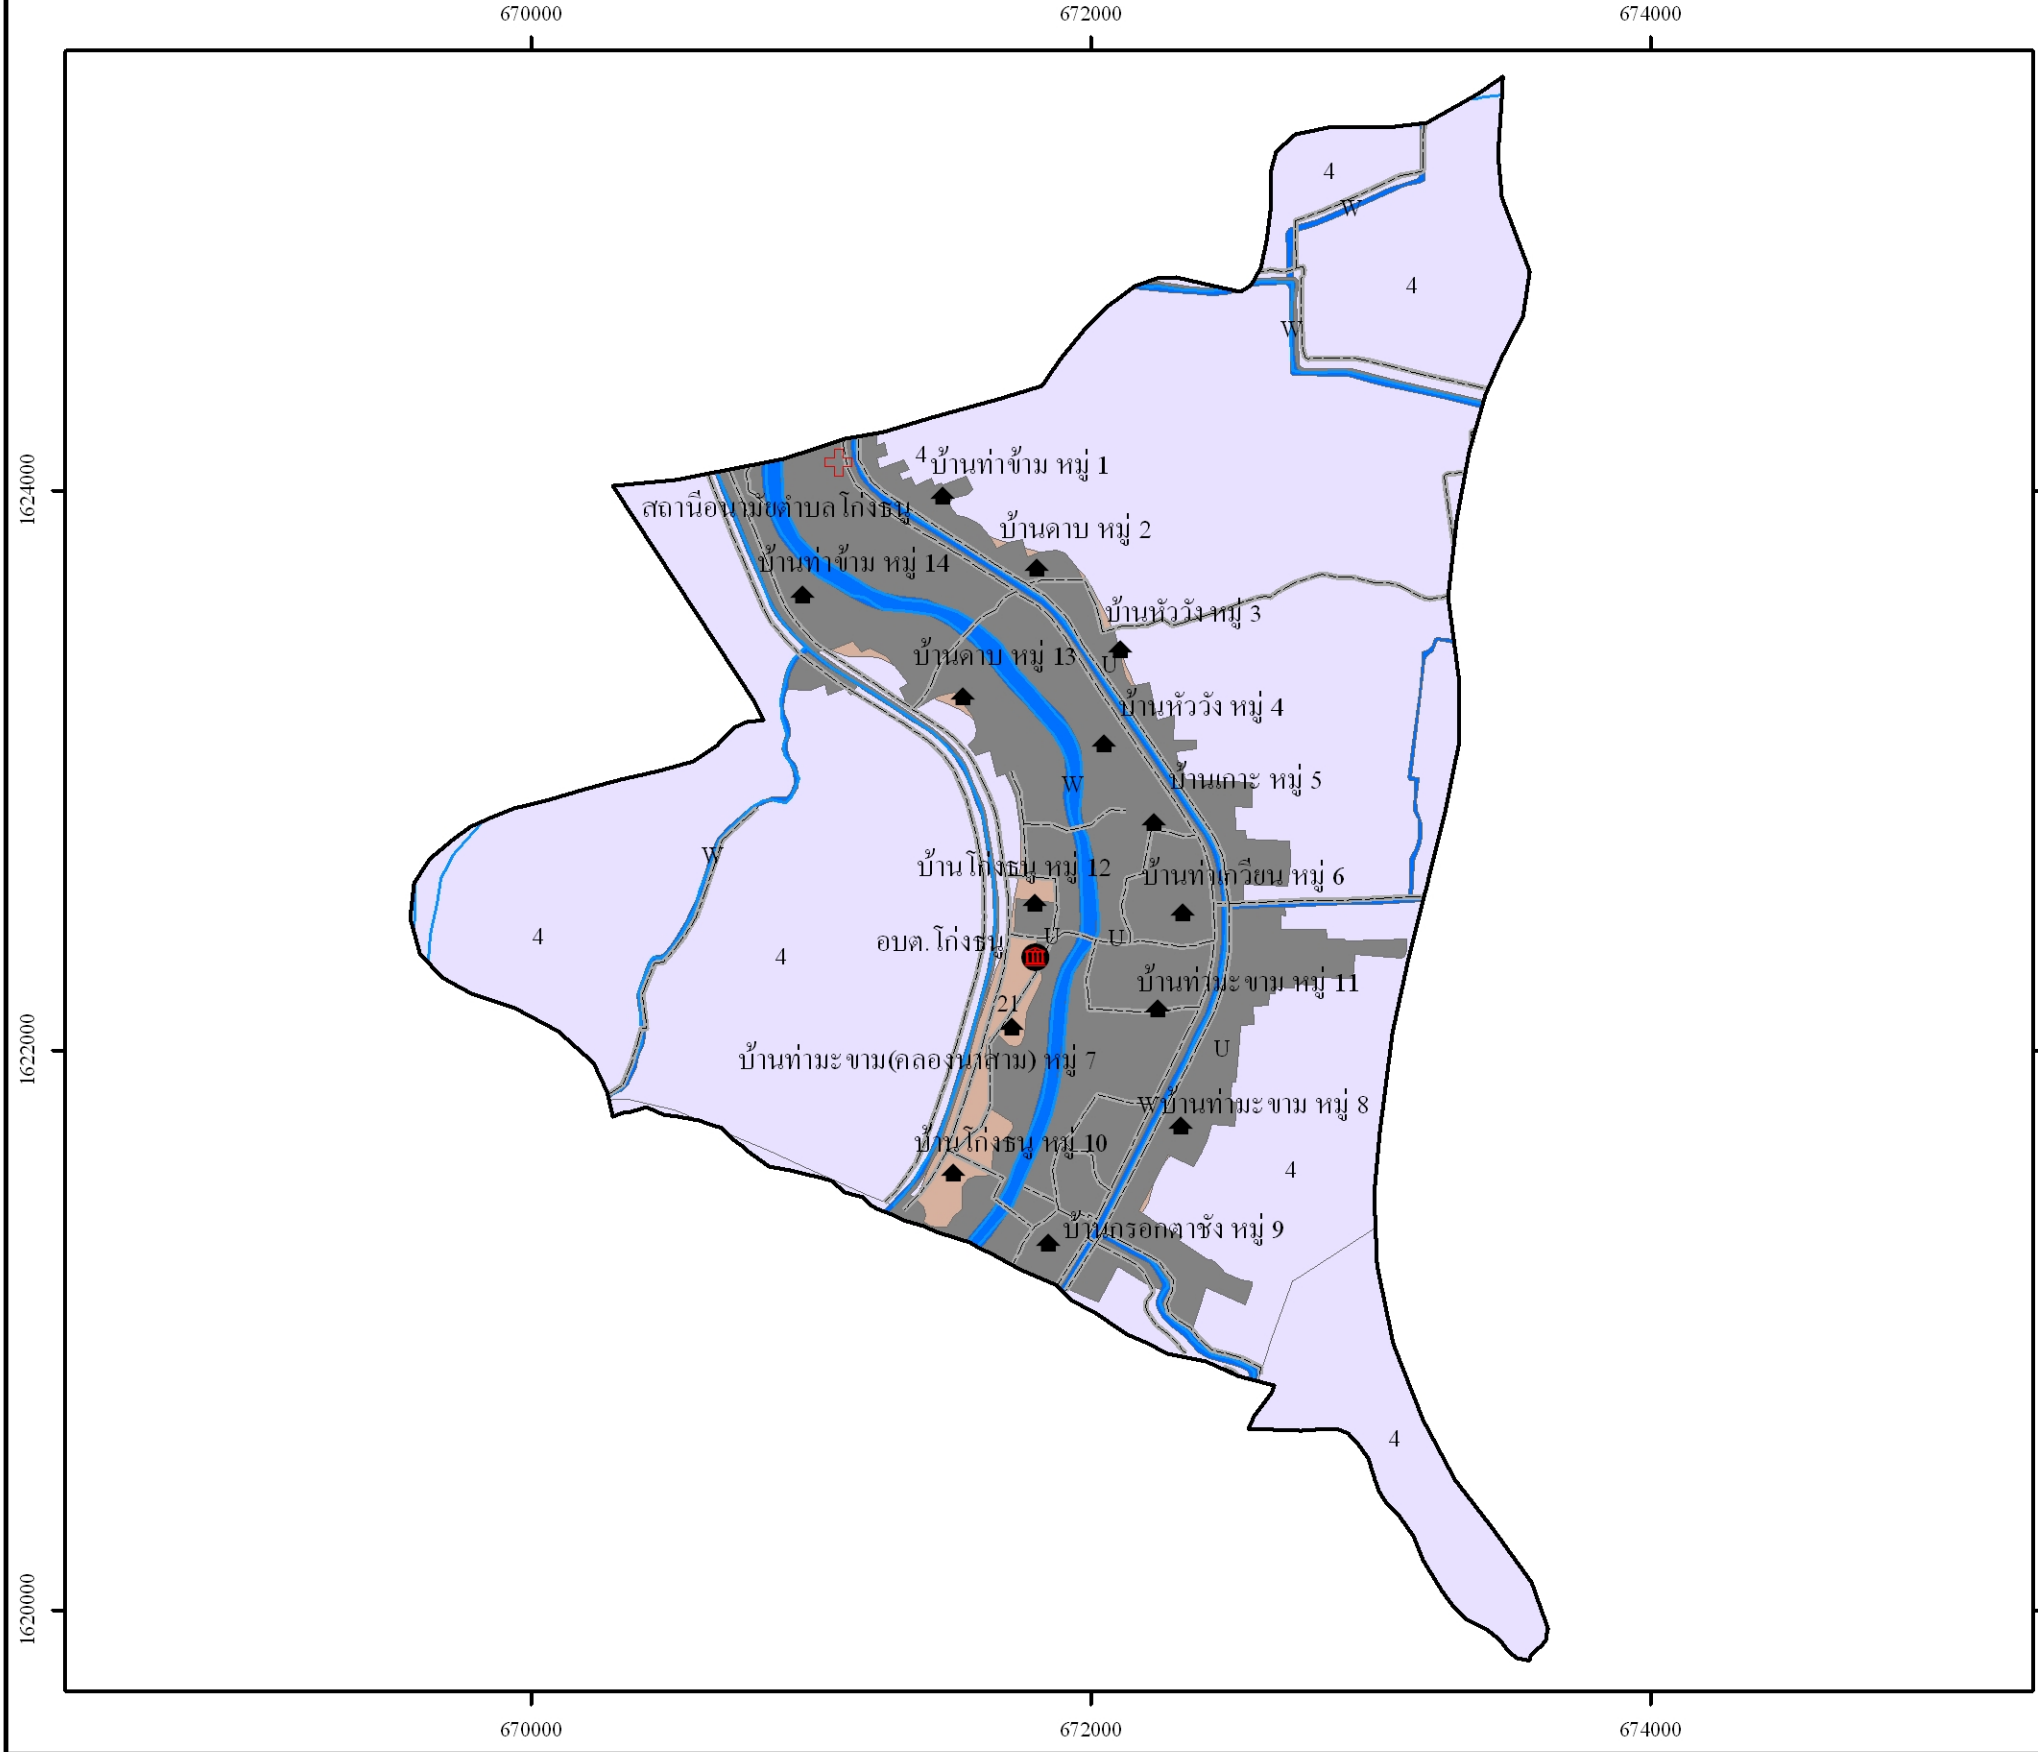 670000 672000 674000
4
W
4
W
1624000
4 บ้านท่าข้าม หมู่ 1
สถานีอนามัยตำบลโก่งธนู
บ้านดาบ หมู่ 2
บ้านท่าข้าม หมู่ 14
บ้านหัววัง หมู่ 3
บ้านดาบ หมู่ 13
U
บ้านหัววัง หมู่ 4
W
บ้านเกาะ หมู่ 5
W
บ้านโก่งธนู หมู่ 12
บ้านท่าเกวียน หมู่ 6
4
อบต.โก่งธนู
U
U
4
บ้านท่ามะขาม หมู่ 11
21
1622000
บ้านท่ามะขาม(คลองนาสาม) หมู่ 7
U
W
บ้านท่ามะขาม หมู่ 8
บ้านโก่งธนู หมู่ 10
4
บ้านกรอกตาชัง หมู่ 9
4
1620000
670000 672000 674000